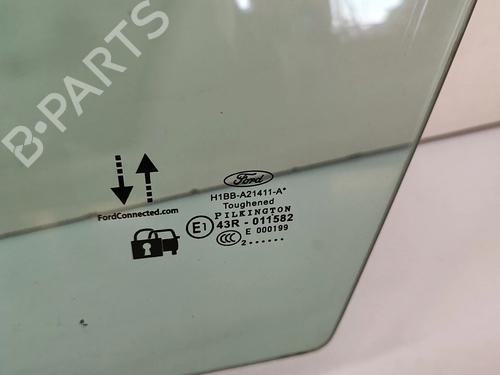 B-PARTS
FordConnected.com
Ford
H1BB-A21411-A*
Toughened
PILKINGTON
E1 43R - 011582
CCC E 000199
2••••••